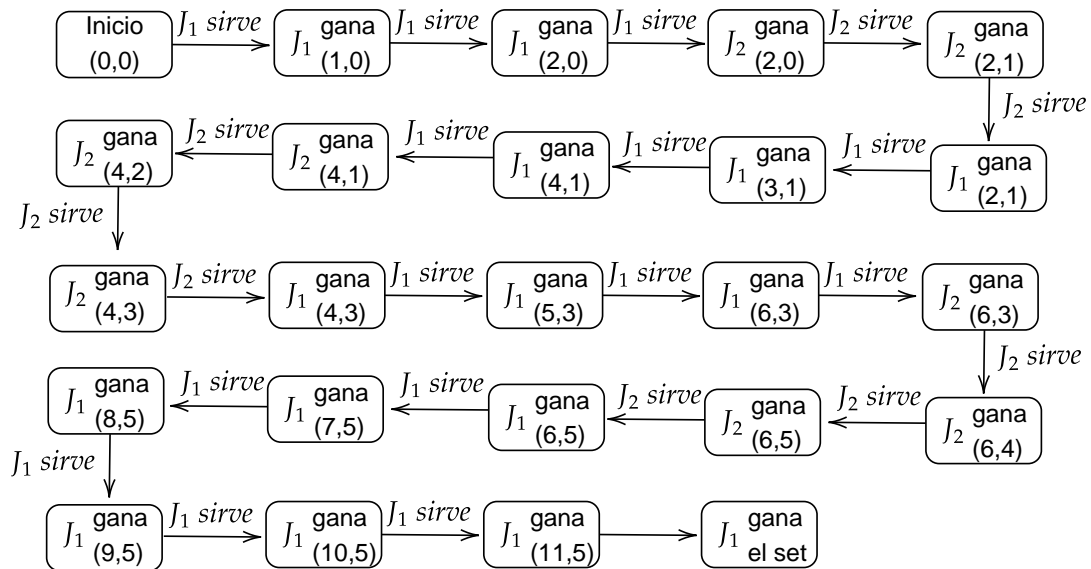 Inicio
(0,0)
J₁ sirve
J₁ gana
(1,0)
J₁ sirve
J₁ gana
(2,0)
J₁ sirve
J₂ gana
(2,0)
J₂ sirve
J₂ gana
(2,1)
J₂ sirve
J₁ gana
(2,1)
J₁ sirve
J₁ gana
(3,1)
J₁ sirve
J₁ gana
(4,1)
J₁ sirve
J₂ gana
(4,1)
J₂ sirve
J₂ gana
(4,2)
J₂ sirve
J₂ gana
(4,3)
J₂ sirve
J₁ gana
(4,3)
J₁ sirve
J₁ gana
(5,3)
J₁ sirve
J₁ gana
(6,3)
J₁ sirve
J₂ gana
(6,3)
J₂ sirve
J₂ gana
(6,4)
J₂ sirve
J₂ gana
(6,5)
J₂ sirve
J₁ gana
(6,5)
J₁ sirve
J₁ gana
(7,5)
J₁ sirve
J₁ gana
(8,5)
J₁ sirve
J₁ gana
(9,5)
J₁ sirve
J₁ gana
(10,5)
J₁ sirve
J₁ gana
(11,5)
J₁ gana
el set